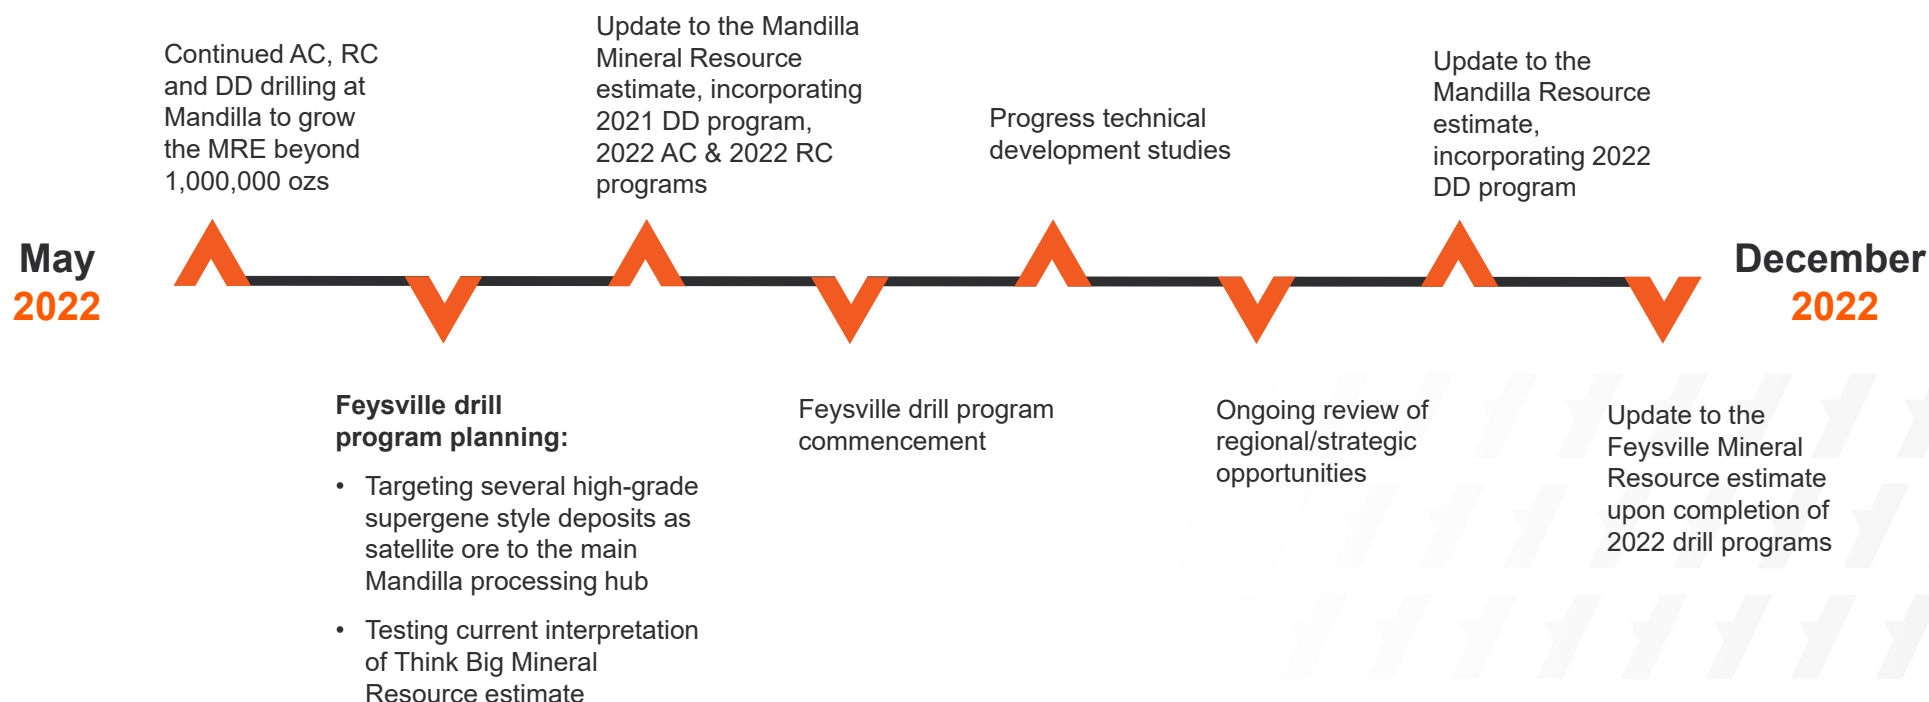 May
2022
Continued AC, RC
and DD drilling at
Mandilla to grow
the MRE beyond
1,000,000 ozs
Feysville drill
program planning:
• Targeting several high-grade
supergene style deposits as
satellite ore to the main
Mandilla processing hub
• Testing current interpretation
of Think Big Mineral
Resource estimate
Update to the Mandilla
Mineral Resource
estimate, incorporating
2021 DD program,
2022 AC & 2022 RC
programs
Feysville drill program
commencement
Progress technical
development studies
Ongoing review of
regional/strategic
opportunities
Update to the
Mandilla Resource
estimate,
incorporating 2022
DD program
Update to the
Feysville Mineral
Resource estimate
upon completion of
2022 drill programs
December
2022